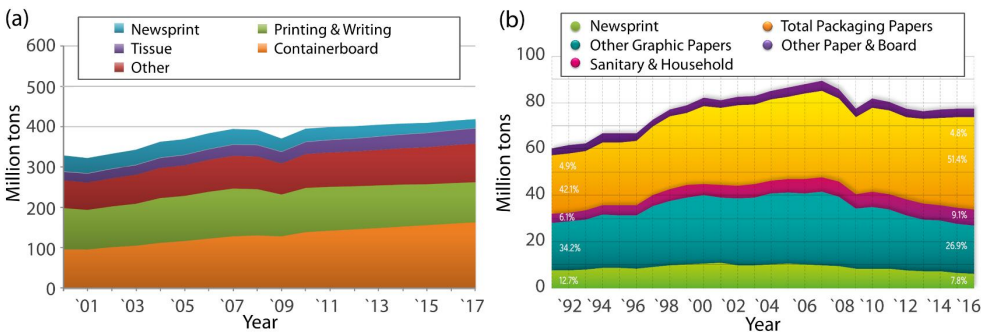 (a)
Newsprint
Printing & Writing
Tissue
Containerboard
Other
600
500
400
300
200
100
0
Million tons
`01 `03 `05 `07 `09 `11 `13 `15 `17
Year
(b)
Newsprint
Total Packaging Papers
Other Graphic Papers
Other Paper & Board
Sanitary & Household
100
80
60
40
20
0
Million tons
4.9%
42.1%
6.1%
34.2%
12.7%
4.8%
51.4%
9.1%
26.9%
7.8%
`92 `94 `96 `98 `00 `02 `04 `06 `08 `10 `12 `14 `16
Year